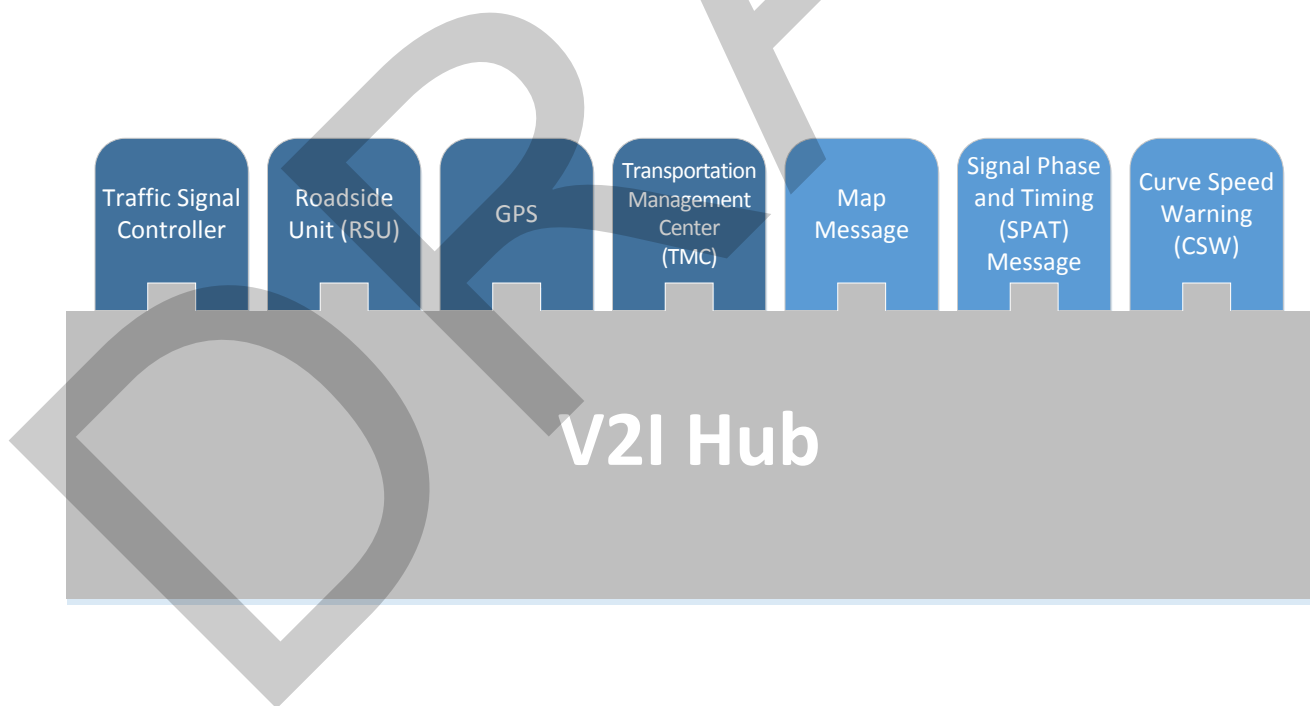 Traffic Signal
Controller
Roadside
Unit (RSU)
GPS
Transportation
Management
Center
(TMC)
Map
Message
Signal Phase
and Timing
(SPAT)
Message
Curve Speed
Warning
(CSW)
V2I Hub
DRA